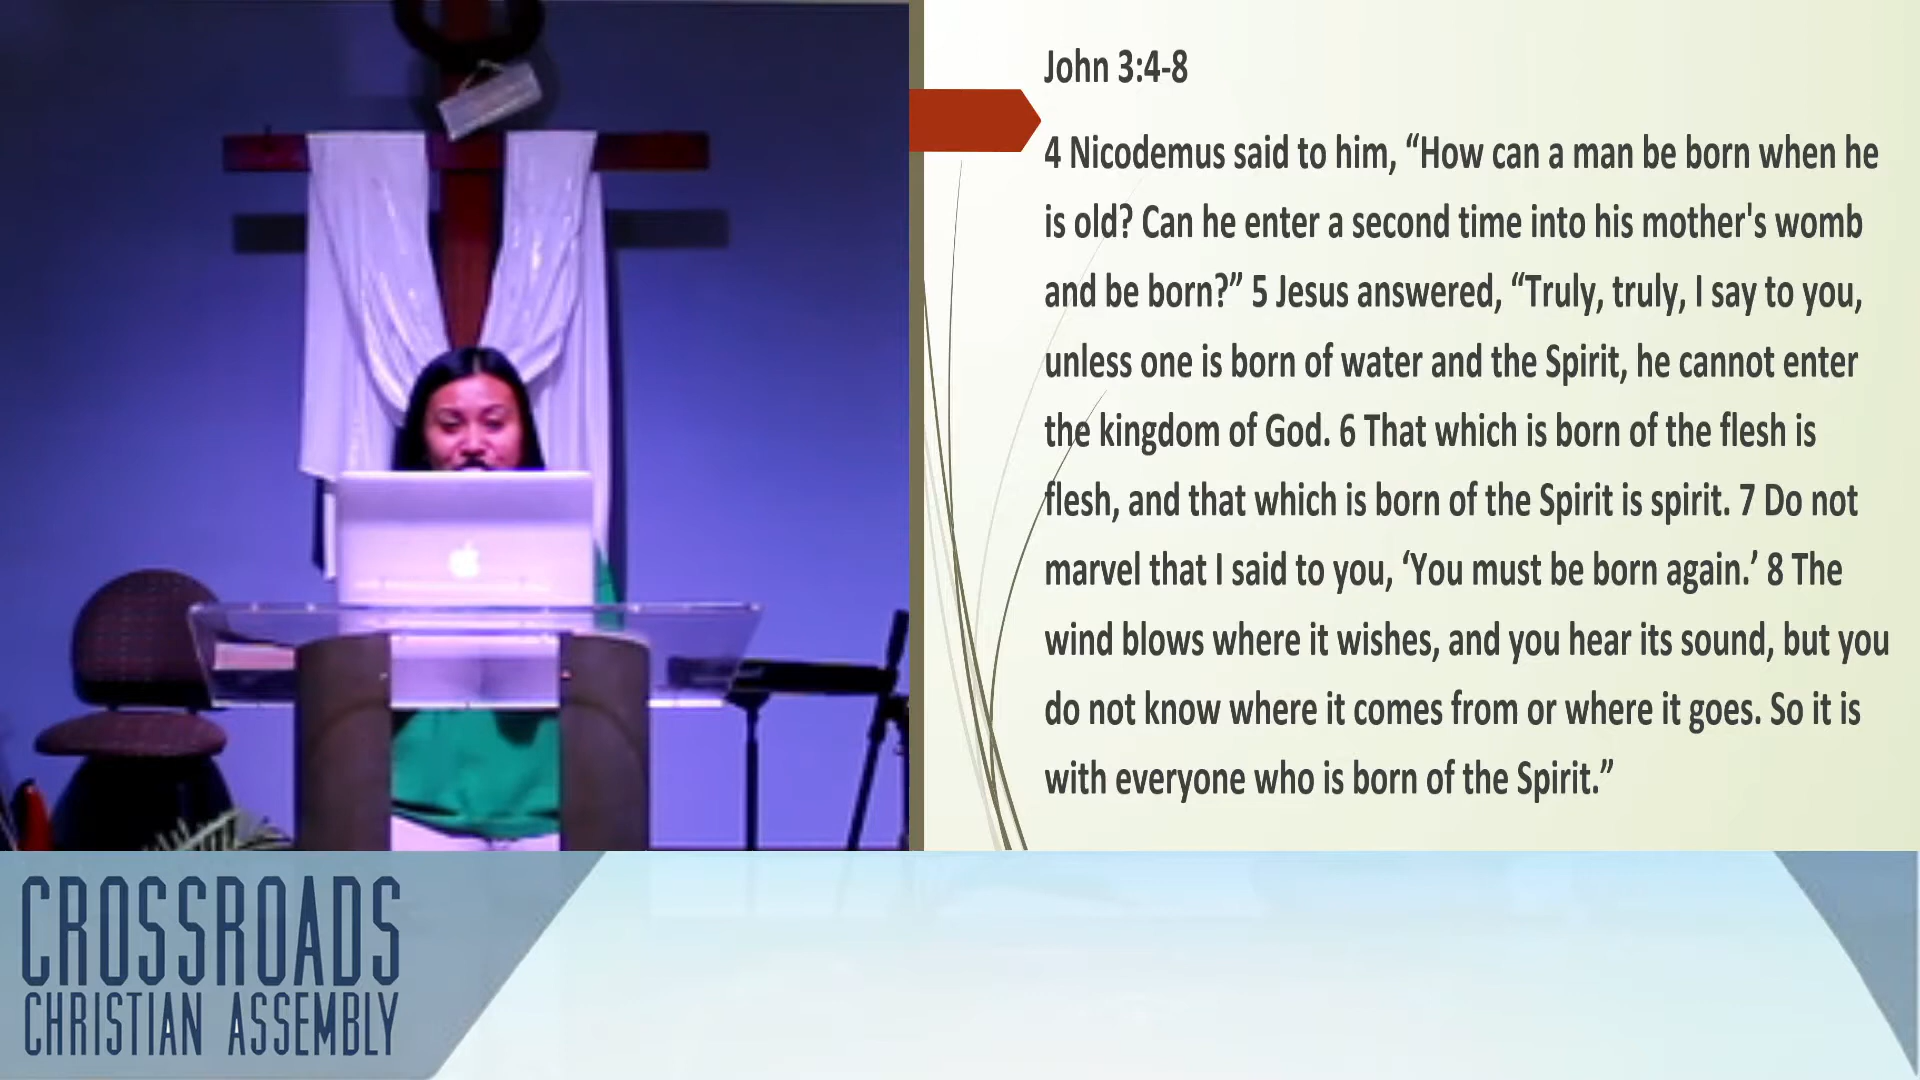 John 3:4-8
4 Nicodemus said to him, “How can a man be born when he
is old? Can he enter a second time into his mother's womb
and be born?” 5 Jesus answered, “Truly, truly, I say to you,
unless one is born of water and the Spirit, he cannot enter
the kingdom of God. 6 That which is born of the flesh is
flesh, and that which is born of the Spirit is spirit. 7 Do not
marvel that I said to you, ‘You must be born again.’ 8 The
wind blows where it wishes, and you hear its sound, but you
do not know where it comes from or where it goes. So it is
with everyone who is born of the Spirit.”
CROSSROADS
CHRISTIAN ASSEMBLY